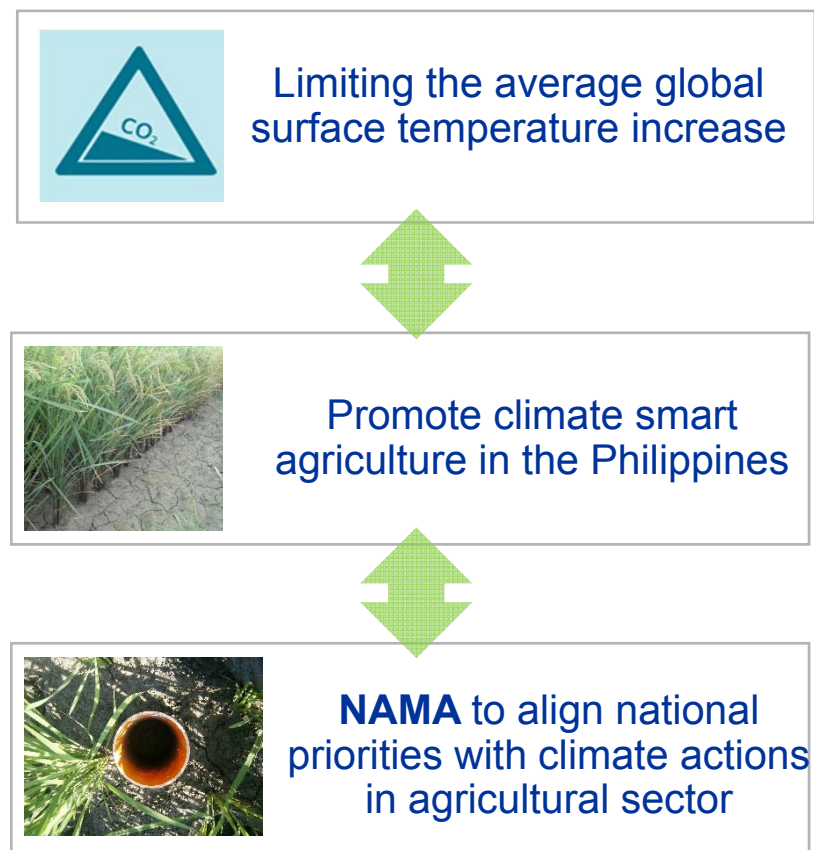 CO₂
Limiting the average global
surface temperature increase
Promote climate smart
agriculture in the Philippines
NAMA to align national
priorities with climate actions
in agricultural sector